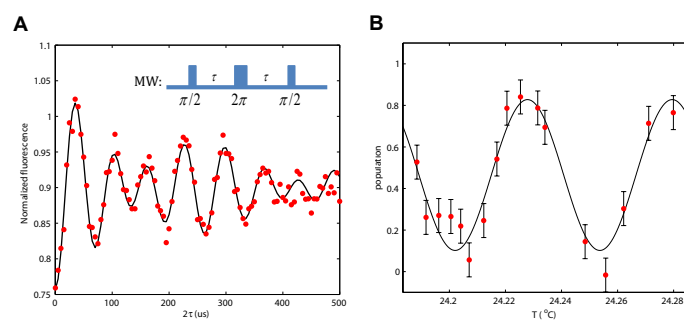 A
B
1.1
1.05
1
0.95
0.9
0.85
0.8
0.75
0
100
200
300
400
500
2τ (us)
Normalized fluorescence
MW:
τ
τ
π/2
2π
π/2
1
0.8
0.6
0.4
0.2
0
24.2
24.22
24.24
24.26
24.28
T ( °C)
population